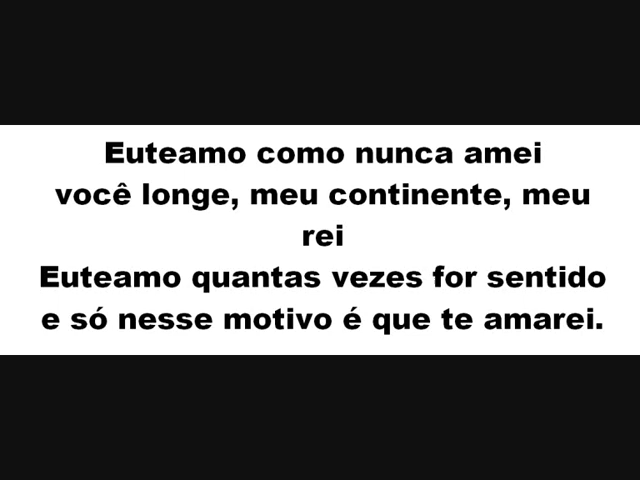 Euteamo como nunca amei
você longe, meu continente, meu
rei
Euteamo quantas vezes for sentido
e só nesse motivo é que te amarei.